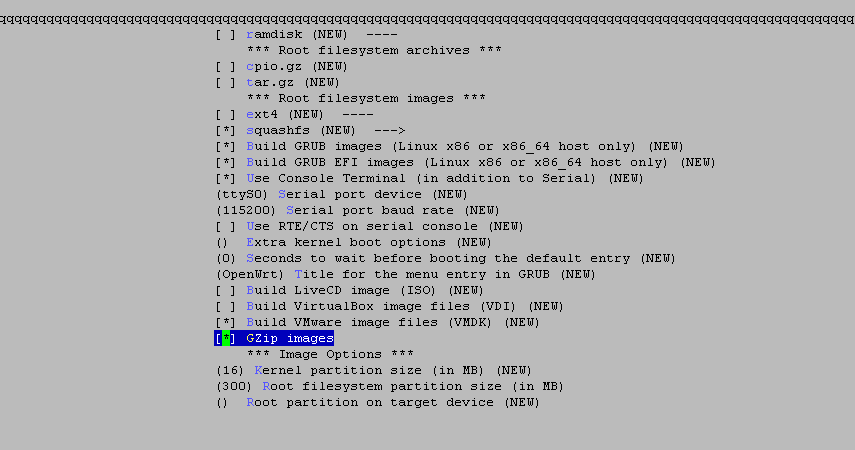 qqqqqqqqqqqqqqqqqqqqqqqqqqqqqqqqqqqqqqqqqqqqqqqqqqqqqqqqqqqqqqqqqqqqqqqqqqqqqqqqqqqqqqqqqqqqqqqqqqqqqqqqqqq
[ ] ramdisk (NEW)  ----
*** Root filesystem archives ***
[ ] cpio.gz (NEW)
[ ] tar.gz (NEW)
*** Root filesystem images ***
[ ] ext4 (NEW)  ----
[*] squashfs (NEW)  --->
[*] Build GRUB images (Linux x86 or x86_64 host only) (NEW)
[*] Build GRUB EFI images (Linux x86 or x86_64 host only) (NEW)
[*] Use Console Terminal (in addition to Serial) (NEW)
(ttyS0) Serial port device (NEW)
(115200) Serial port baud rate (NEW)
[ ] Use RTE/CTS on serial console (NEW)
()  Extra kernel boot options (NEW)
(0) Seconds to wait before booting the default entry (NEW)
(OpenWrt) Title for the menu entry in GRUB (NEW)
[ ] Build LiveCD image (ISO) (NEW)
[ ] Build VirtualBox image files (VDI) (NEW)
[*] Build VMware image files (VMDK) (NEW)
[*] GZip images
*** Image Options ***
(16) Kernel partition size (in MB) (NEW)
(300) Root filesystem partition size (in MB)
()  Root partition on target device (NEW)